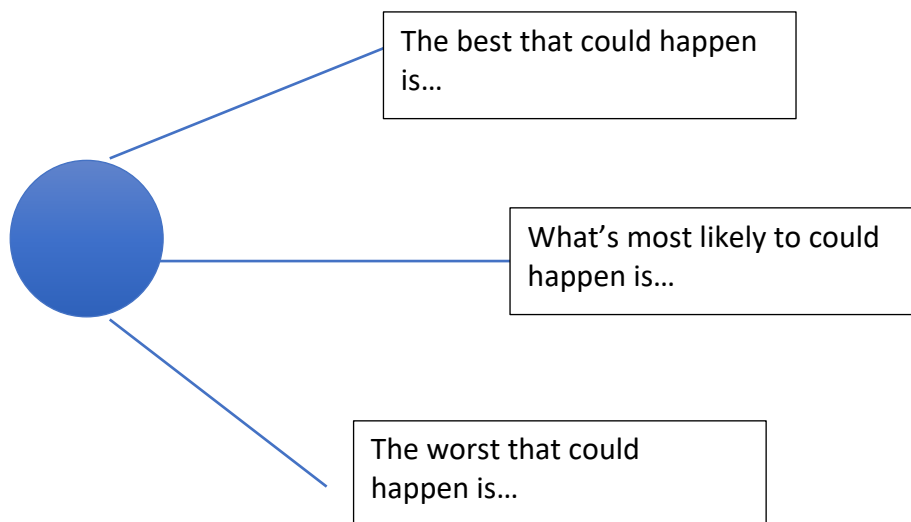 The best that could happen
is…
What’s most likely to could
happen is…
The worst that could
happen is…